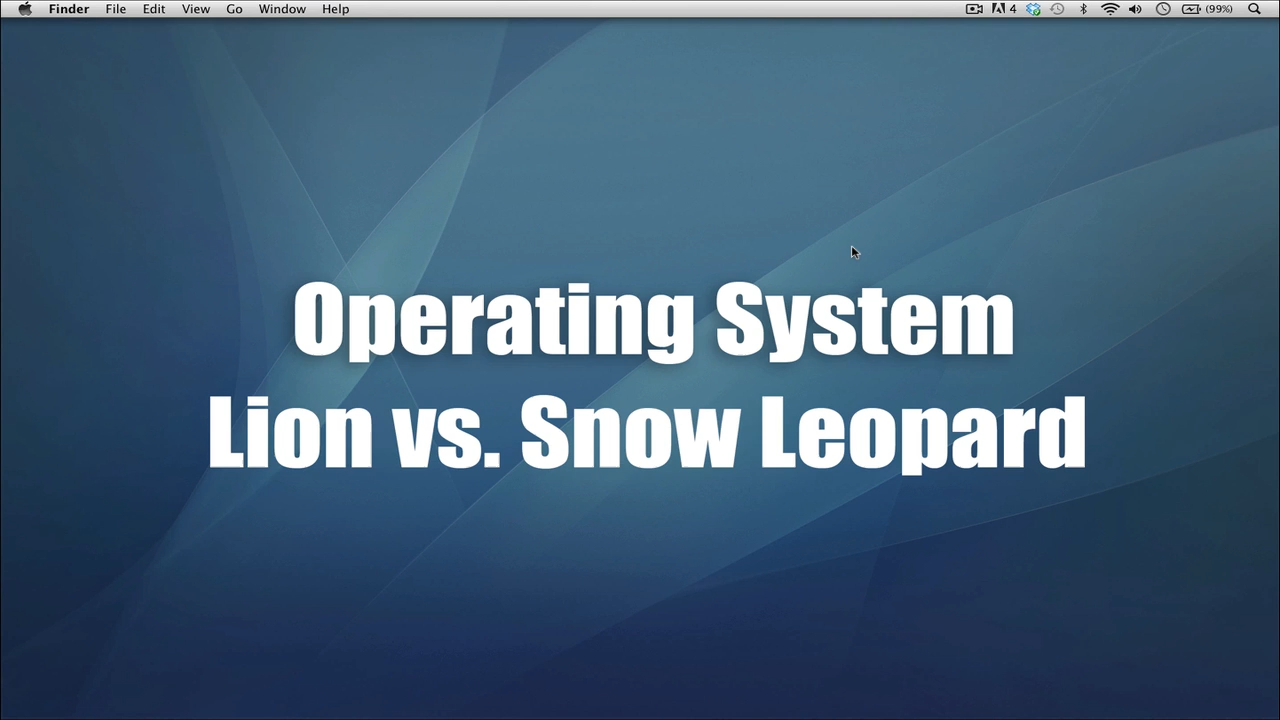 Finder File Edit View Go Window Help 4 (99%)
Operating System
Lion vs. Snow Leopard